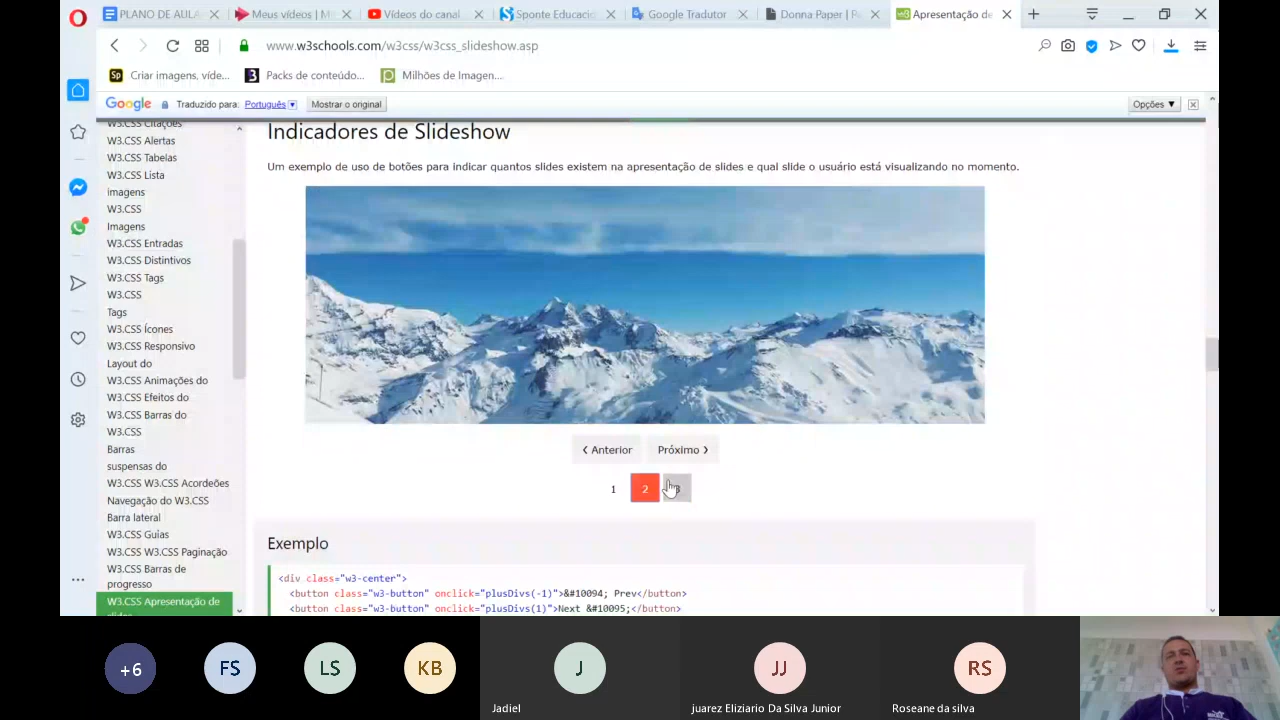 PLANO DE AULA
Meus vídeos | M
Vídeos do canal
Sponte Educaci
Google Tradutor
Donna Paper | R
Apresentação de
www.w3schools.com/w3css/w3css_slideshow.asp
Sp Criar imagens, víde...
Packs de conteúdo...
Milhões de Imagen...
Google Traduzido para: Português Mostrar o original
Opções ▼
W3.CSS Citações
W3.CSS Alertas
W3.CSS Tabelas
W3.CSS Lista
imagens
W3.CSS
Imagens
W3.CSS Entradas
W3.CSS Distintivos
W3.CSS Tags
W3.CSS
Tags
W3.CSS Ícones
W3.CSS Responsivo
Layout do
W3.CSS Animações do
W3.CSS Efeitos do
W3.CSS Barras do
W3.CSS
Barras
suspensas do
W3.CSS W3.CSS Acordeões
Navegação do W3.CSS
Barra lateral
W3.CSS Guias
W3.CSS W3.CSS Paginação
W3.CSS Barras de
progresso
W3.CSS Apresentação de
slides
Indicadores de Slideshow
Um exemplo de uso de botões para indicar quantos slides existem na apresentação de slides e qual slide o usuário está visualizando no momento.
❮ Anterior Próximo ❯
1 2 3
Exemplo
<div class="w3-center">
<button class="w3-button" onclick="plusDivs(-1)">&#10094; Prev</button>
<button class="w3-button" onclick="plusDivs(1)">Next &#10095;</button>
+6
FS
LS
KB
J
JJ
RS
Jadiel
juarez Eliziario Da Silva Junior
Roseane da silva